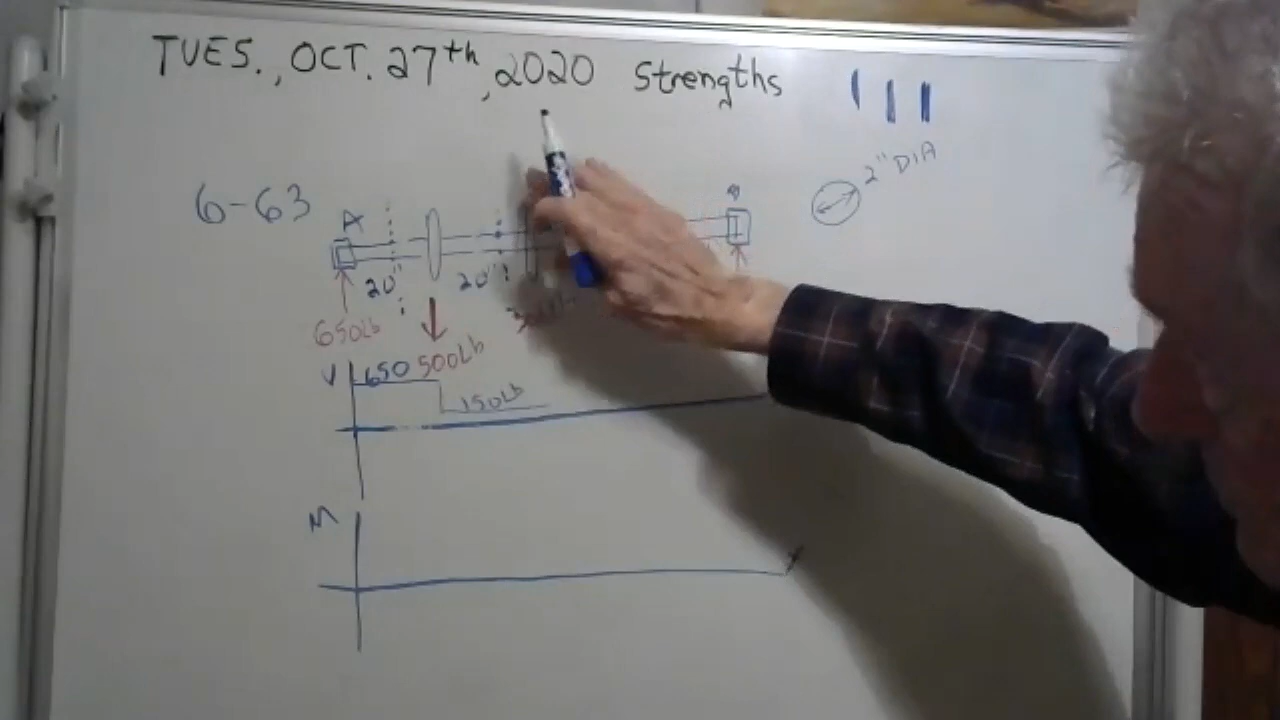 TUES., OCT. 27th, 2020 Strengths
2" DIA
6-63
A
20"
20"
650Lb
500Lb
V
650
150Lb
M